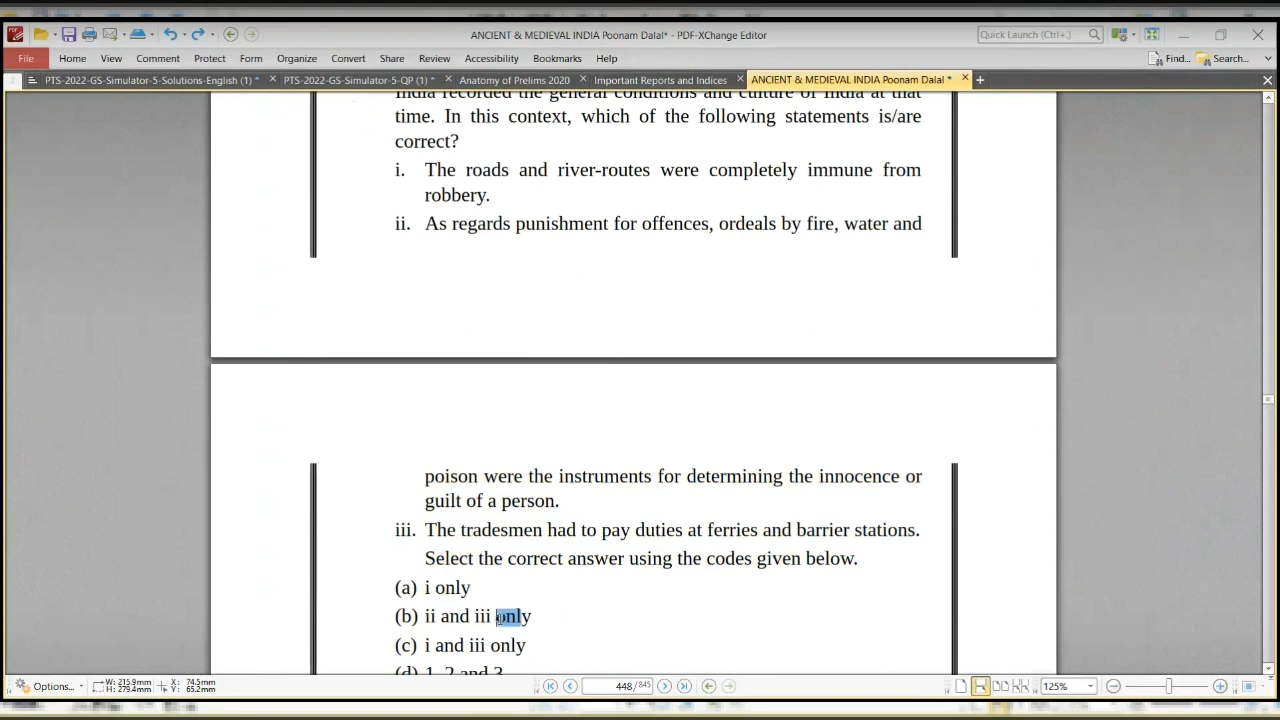 ANCIENT & MEDIEVAL INDIA Poonam Dalal* - PDF-XChange Editor
Quick Launch (Ctrl+.)
File Home View Comment Protect Form Organize Convert Share Review Accessibility Bookmarks Help
Find... Search...
PTS-2022-GS-Simulator-5-Solutions-English (1) * PTS-2022-GS-Simulator-5-QP (1) * Anatomy of Prelims 2020 Important Reports and Indices ANCIENT & MEDIEVAL INDIA Poonam Dalal *
India recorded the general conditions and culture of India at that
time. In this context, which of the following statements is/are
correct?
i. The roads and river-routes were completely immune from
robbery.
ii. As regards punishment for offences, ordeals by fire, water and
poison were the instruments for determining the innocence or
guilt of a person.
iii. The tradesmen had to pay duties at ferries and barrier stations.
Select the correct answer using the codes given below.
(a) i only
(b) ii and iii only
(c) i and iii only
(d) 1, 2 and 3
Options... W: 215.9mm X: 74.5mm 448/845 125%
H: 279.4mm Y: 65.2mm